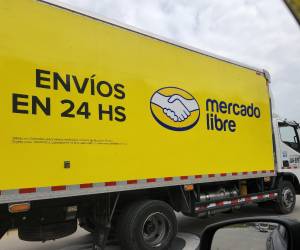 ENVÍOS
EN 24 HS
mercado
libre